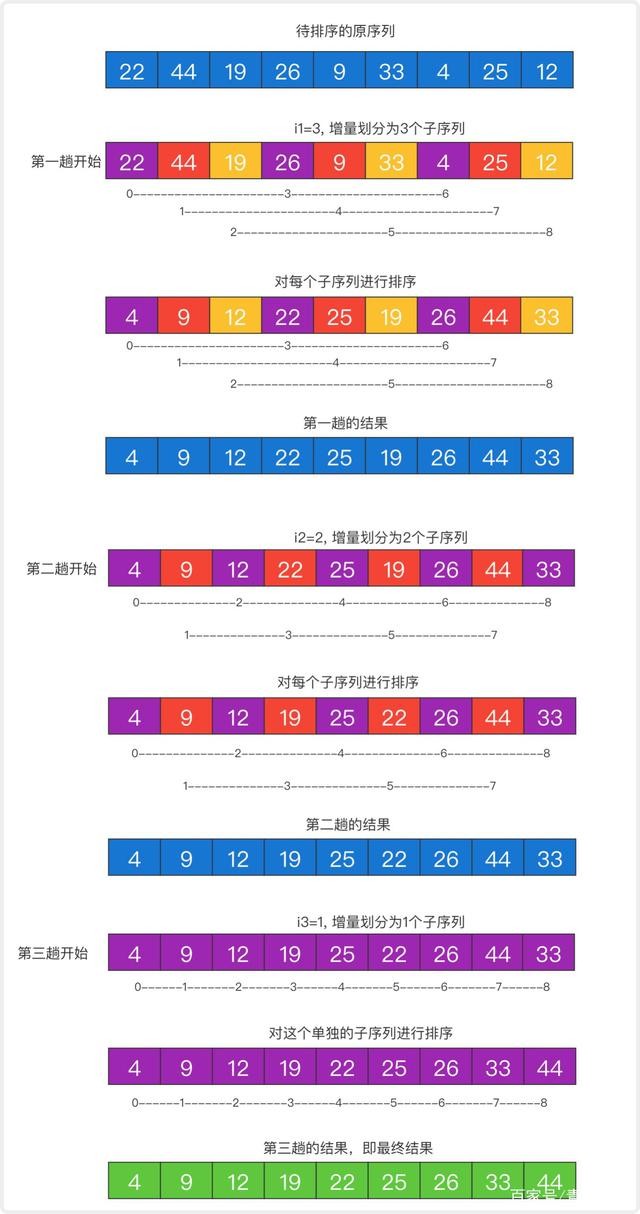 待排序的原序列
22 44 19 26 9 33 4 25 12
i1=3, 增量划分为3个子序列
第一趟开始 22 44 19 26 9 33 4 25 12
0-----------------------3-----------------------6
1-----------------------4-----------------------7
2-----------------------5-----------------------8
对每个子序列进行排序
4 9 12 22 25 19 26 44 33
0-----------------------3-----------------------6
1-----------------------4-----------------------7
2-----------------------5-----------------------8
第一趟的结果
4 9 12 22 25 19 26 44 33
i2=2, 增量划分为2个子序列
第二趟开始 4 9 12 22 25 19 26 44 33
0---------------2---------------4---------------6---------------8
1---------------3---------------5---------------7
对每个子序列进行排序
4 9 12 19 25 22 26 44 33
0---------------2---------------4---------------6---------------8
1---------------3---------------5---------------7
第二趟的结果
4 9 12 19 25 22 26 44 33
i3=1, 增量划分为1个子序列
第三趟开始 4 9 12 19 25 22 26 44 33
0------1-------2-------3------4-------5------6-------7------8
对这个单独的子序列进行排序
4 9 12 19 22 25 26 33 44
0------1-------2-------3------4-------5------6-------7------8
第三趟的结果，即最终结果
4 9 12 19 22 25 26 33 44
百家号/青